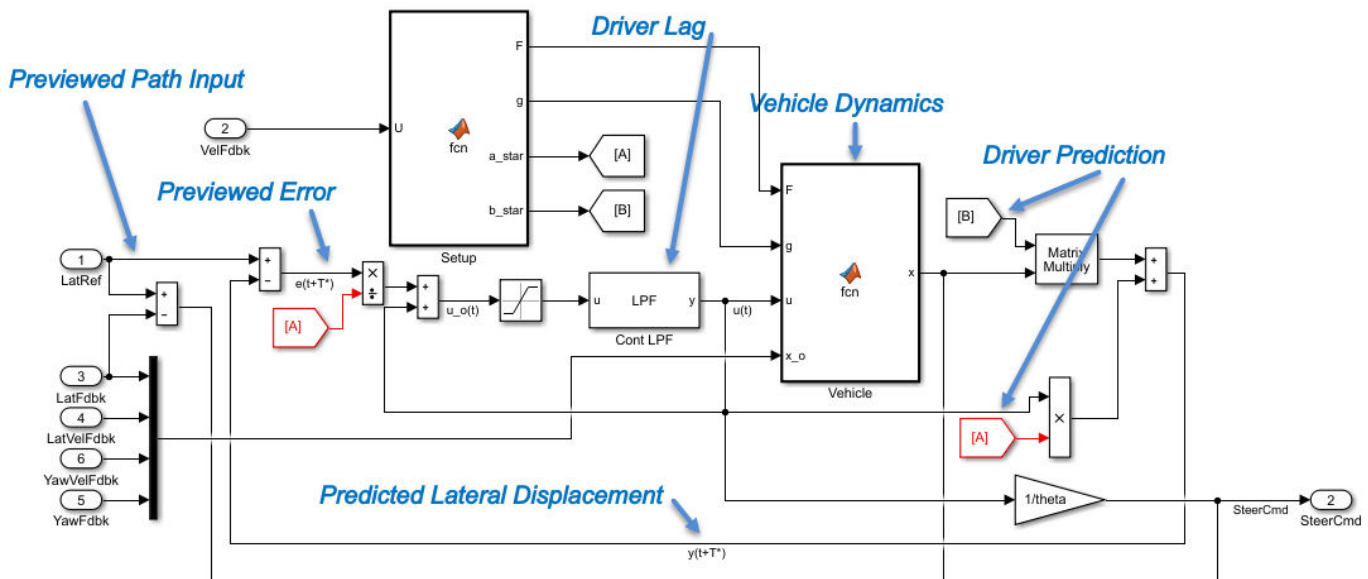 Driver Lag
Previewed Path Input
Vehicle Dynamics
Driver Prediction
Previewed Error
Predicted Lateral Displacement
2
VelFdbk
U
fcn
F
g
a_star
b_star
Setup
[A]
[B]
1
LatRef
+
−
+
−
e(t+T*)
×
÷
[A]
+
+
u_o(t)
u
LPF
y
Cont LPF
u(t)
F
g
u
x_o
fcn
x
Vehicle
[B]
Matrix
Multiply
+
+
[A]
×
3
LatFdbk
4
LatVelFdbk
6
YawVelFdbk
5
YawFdbk
1/theta
SteerCmd
2
SteerCmd
y(t+T*)